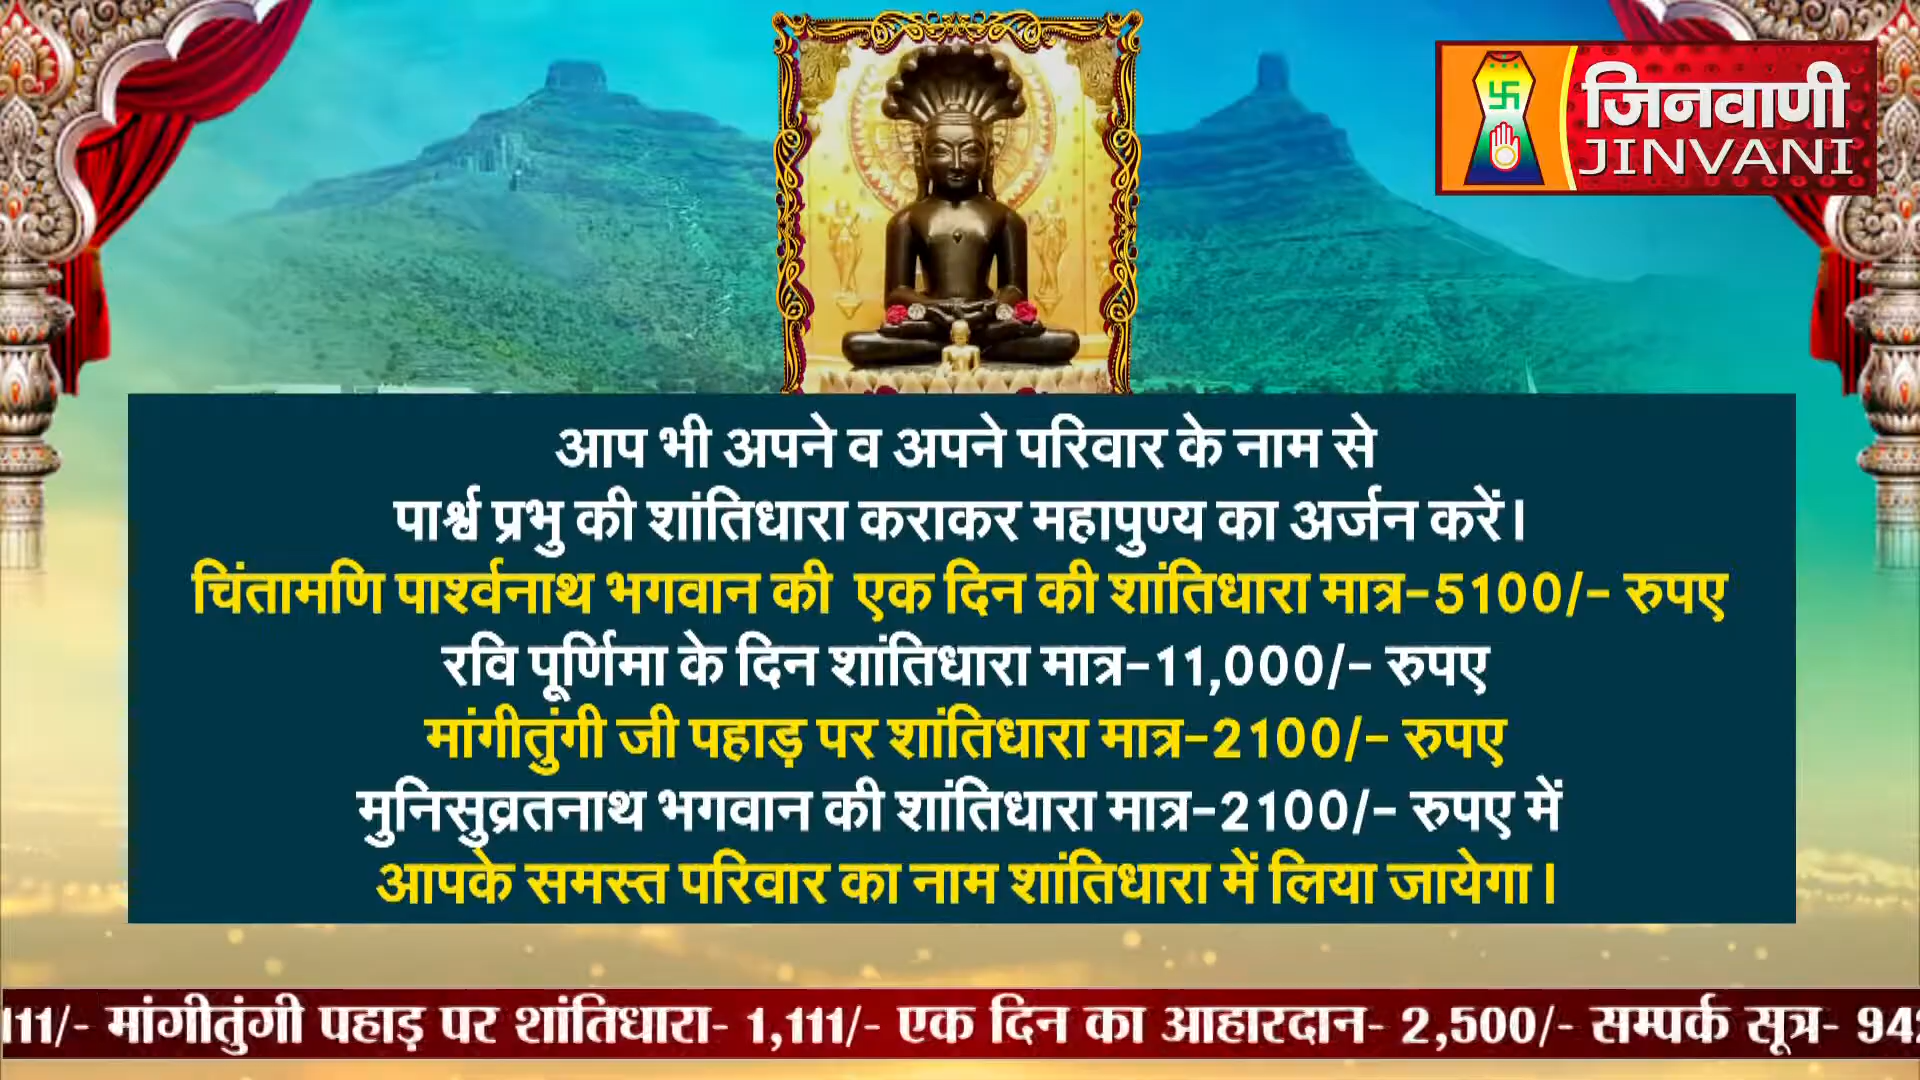 जिनवाणी
JINVANI
आप भी अपने व अपने परिवार के नाम से
पार्श्व प्रभु की शांतिधारा कराकर महापुण्य का अर्जन करें।
चिंतामणि पार्श्वनाथ भगवान की एक दिन की शांतिधारा मात्र-5100/- रुपए
रवि पूर्णिमा के दिन शांतिधारा मात्र-11,000/- रुपए
मांगीतुंगी जी पहाड़ पर शांतिधारा मात्र-2100/- रुपए
मुनिसुव्रतनाथ भगवान की शांतिधारा मात्र-2100/- रुपए में
आपके समस्त परिवार का नाम शांतिधारा में लिया जायेगा।
111/- मांगीतुंगी पहाड़ पर शांतिधारा- 1,111/- एक दिन का आहारदान- 2,500/- सम्पर्क सूत्र- 942